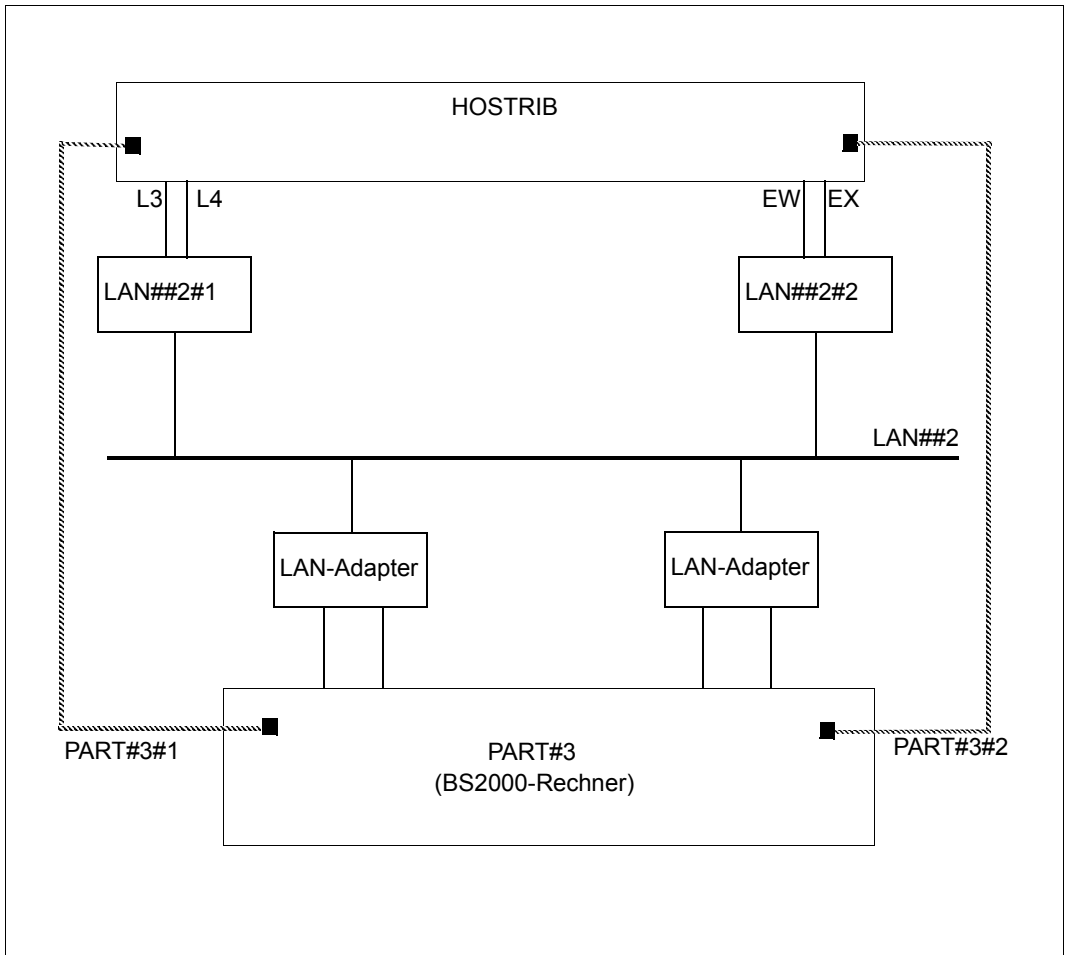 HOSTRIB
L3 L4
EW EX
LAN##2#1
LAN##2#2
LAN##2
LAN-Adapter
LAN-Adapter
PART#3#1
PART#3
(BS2000-Rechner)
PART#3#2